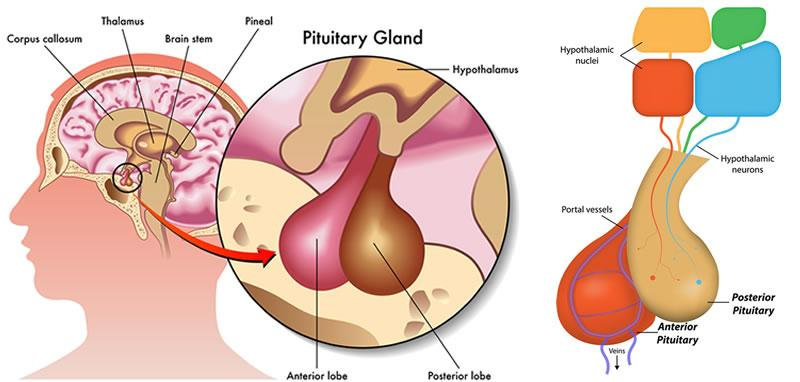 Corpus callosum
Thalamus
Brain stem
Pineal
Pituitary Gland
Hypothalamus
Anterior lobe
Posterior lobe
Hypothalamic
nuclei
Hypothalamic
neurons
Portal vessels
Posterior
Pituitary
Anterior
Pituitary
Veins